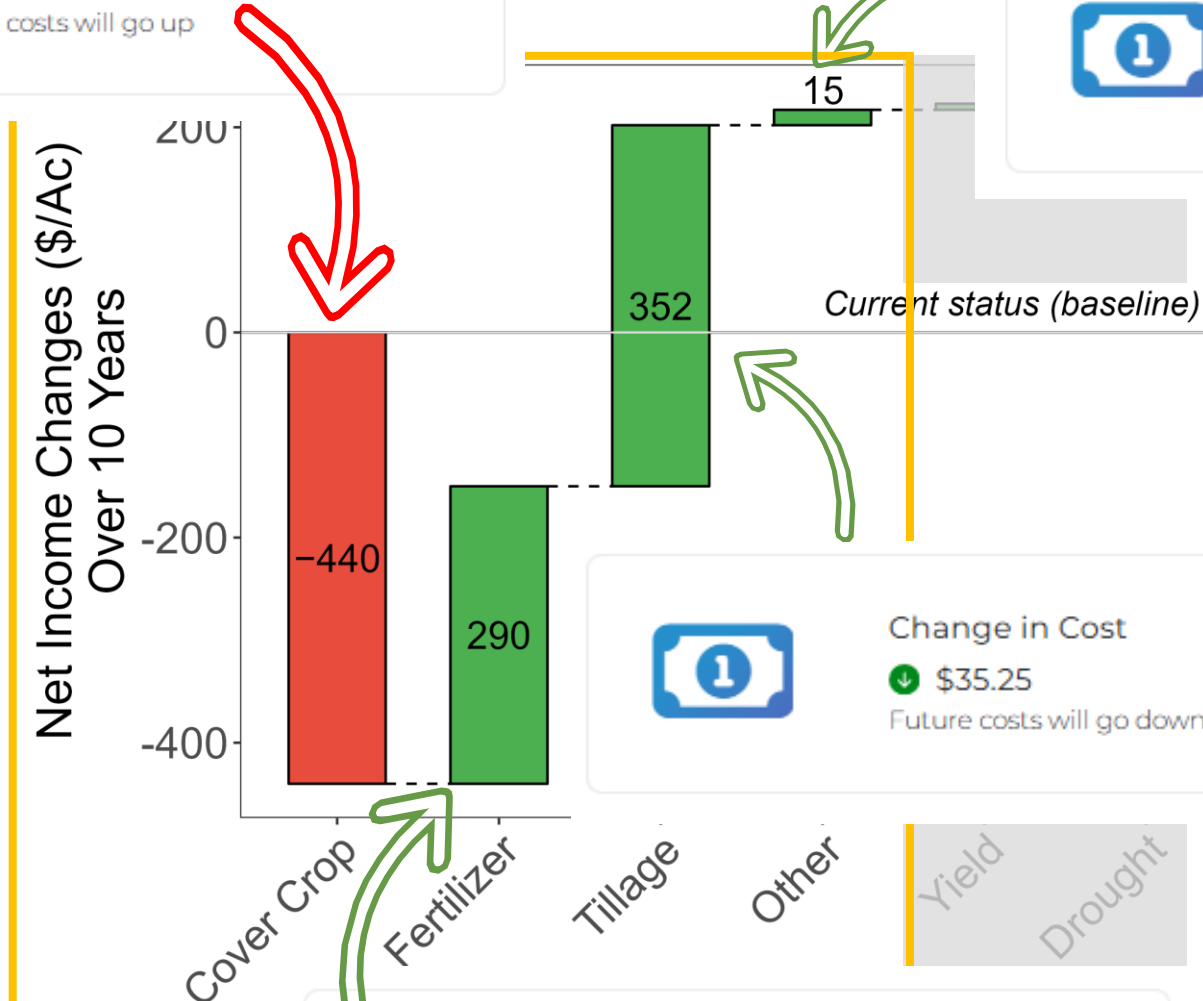 costs will go up
15
200
Net Income Changes ($/Ac)
Over 10 Years
352
Current status (baseline)
0
-200
−440
290
1
1
Change in Cost
$35.25
Future costs will go down
-400
Cover Crop
Fertilizer
Tillage
Other
Yield
Drought